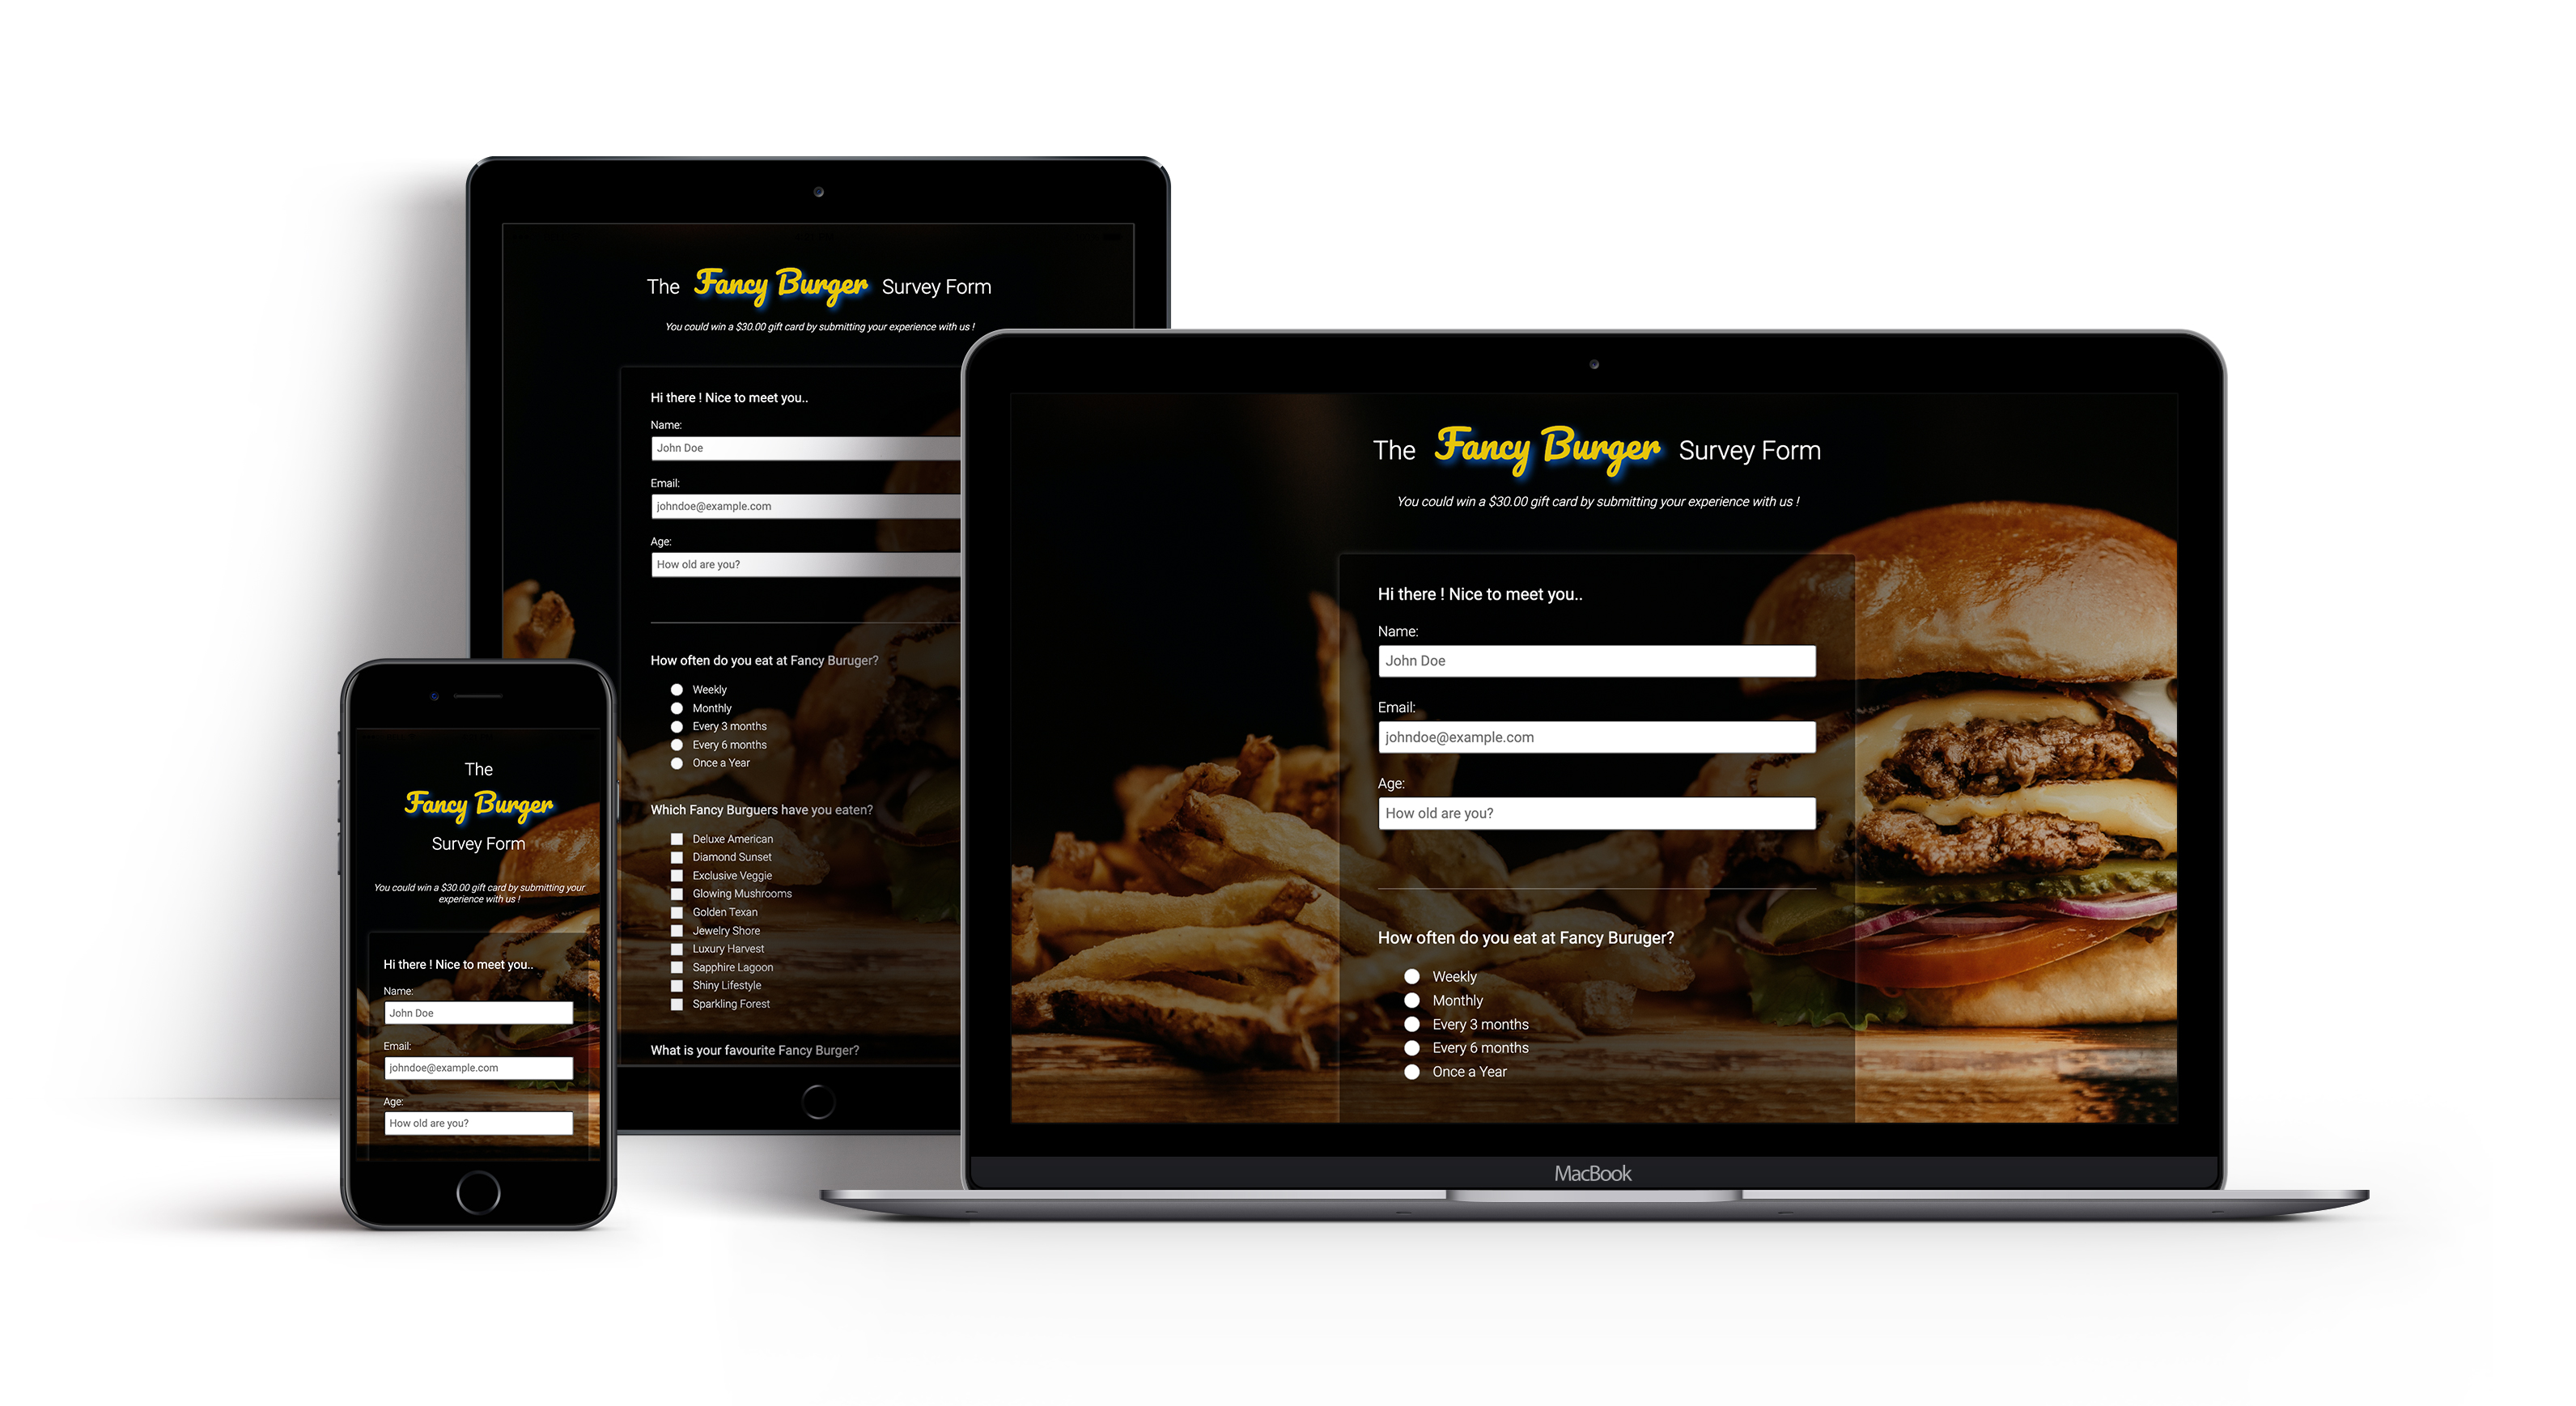 The Fancy Burger Survey Form
You could win a $30.00 gift card by submitting your experience with us !
Hi there ! Nice to meet you..
Name:
John Doe
Email:
johndoe@example.com
Age:
How old are you?
How often do you eat at Fancy Buruger?
Weekly
Monthly
Every 3 months
Every 6 months
Once a Year
Which Fancy Burguers have you eaten?
Deluxe American
Diamond Sunset
Exclusive Veggie
Glowing Mushrooms
Golden Texan
Jewelry Shore
Luxury Harvest
Sapphire Lagoon
Shiny Lifestyle
Sparkling Forest
What is your favourite Fancy Burger?
The
Fancy Burger
Survey Form
You could win a $30.00 gift card by submitting your
experience with us !
Hi there ! Nice to meet you..
Name:
John Doe
Email:
johndoe@example.com
Age:
How old are you?
The Fancy Burger Survey Form
You could win a $30.00 gift card by submitting your experience with us !
Hi there ! Nice to meet you..
Name:
John Doe
Email:
johndoe@example.com
Age:
How old are you?
How often do you eat at Fancy Buruger?
Weekly
Monthly
Every 3 months
Every 6 months
Once a Year
MacBook